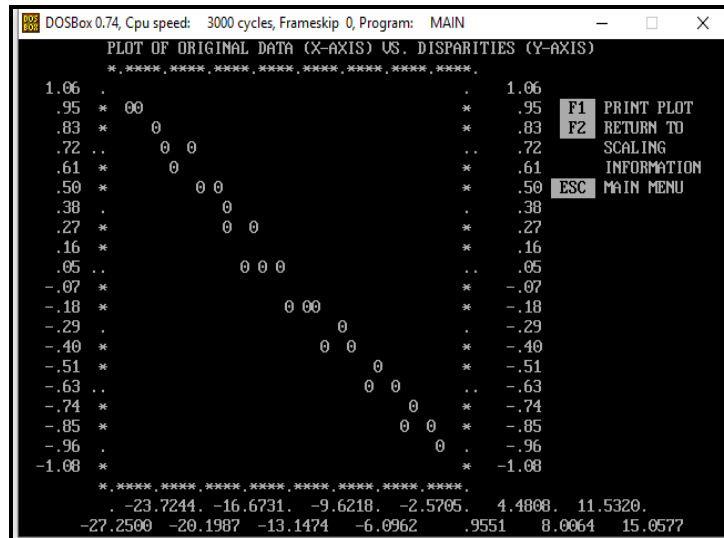 DOSBox 0.74, Cpu speed: 3000 cycles, Frameskip 0, Program: MAIN
PLOT OF ORIGINAL DATA (X-AXIS) VS. DISPARITIES (Y-AXIS)
*.****.****.****.****.****.****.****.****.
1.06 . . 1.06
.95 * 00 * .95 F1 PRINT PLOT
.83 * 0 * .83 F2 RETURN TO
.72 .. 0 0 .. .72 SCALING
.61 * 0 * .61 INFORMATION
.50 * 0 0 * .50 ESC MAIN MENU
.38 . 0 . .38
.27 * 0 0 * .27
.16 * * .16
.05 .. 0 0 0 .. .05
-.07 * * -.07
-.18 * 0 00 * -.18
-.29 . 0 . -.29
-.40 * 0 0 * -.40
-.51 * 0 * -.51
-.63 .. 0 0 .. -.63
-.74 * 0 * -.74
-.85 * 0 0 * -.85
-.96 . 0 . -.96
-1.08 * * -1.08
*.****.****.****.****.****.****.****.****.
. -23.7244. -16.6731. -9.6218. -2.5705. 4.4808. 11.5320.
-27.2500 -20.1987 -13.1474 -6.0962 .9551 8.0064 15.0577